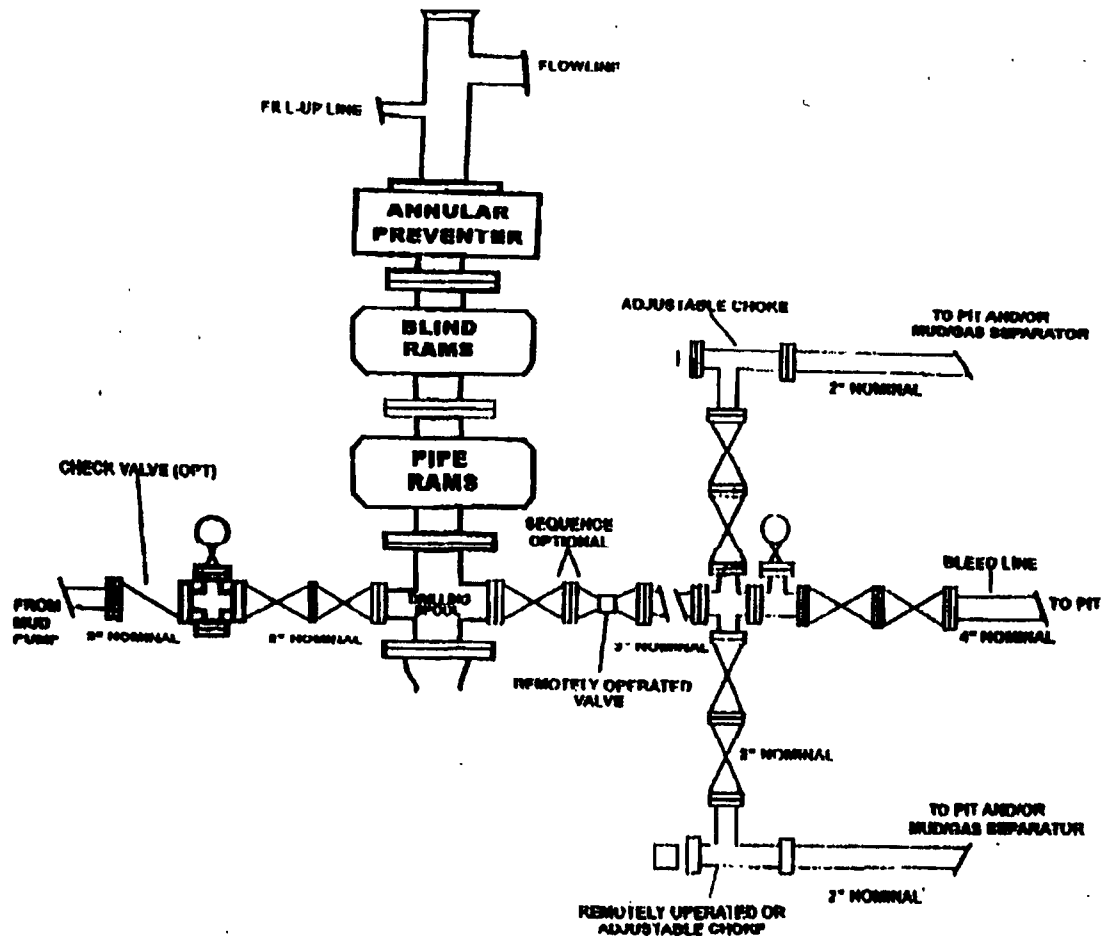 FLOWLINE
FILL-UP LINE
ANNULAR
PREVENTER
BLIND
RAMS
PIPE
RAMS
ADJUSTABLE CHOKE
TO PIT AND/OR
MUD/GAS SEPARATOR
2" NOMINAL
CHECK VALVE (OPT)
SEQUENCE
OPTIONAL
BLEED LINE
TO PIT
4" NOMINAL
FROM
MUD
PUMP
NOMINAL
NOMINAL
DRILLING
SPOOL
3" NOMINAL
REMOTELY OPERATED
VALVE
NOMINAL
TO PIT AND/OR
MUD/GAS SEPARATOR
2" NOMINAL
REMOTELY OPERATED OR
ADJUSTABLE CHOKE